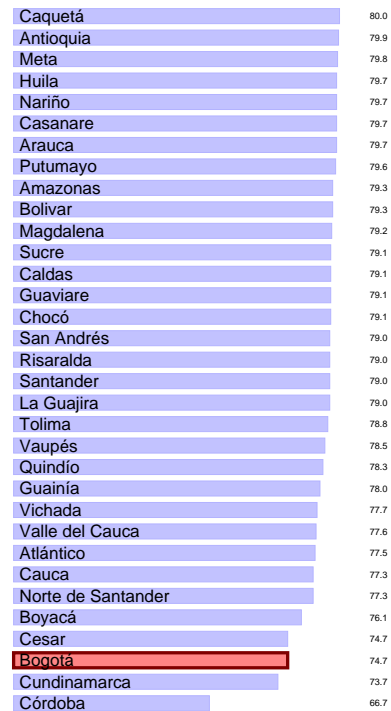 Caquetá 80.0
Antioquia 79.9
Meta 79.8
Huila 79.7
Nariño 79.7
Casanare 79.7
Arauca 79.7
Putumayo 79.6
Amazonas 79.3
Bolivar 79.3
Magdalena 79.2
Sucre 79.1
Caldas 79.1
Guaviare 79.1
Chocó 79.1
San Andrés 79.0
Risaralda 79.0
Santander 79.0
La Guajira 79.0
Tolima 78.8
Vaupés 78.5
Quindío 78.3
Guainía 78.0
Vichada 77.7
Valle del Cauca 77.6
Atlántico 77.5
Cauca 77.3
Norte de Santander 77.3
Boyacá 76.1
Cesar 74.7
Bogotá 74.7
Cundinamarca 73.7
Córdoba 66.7